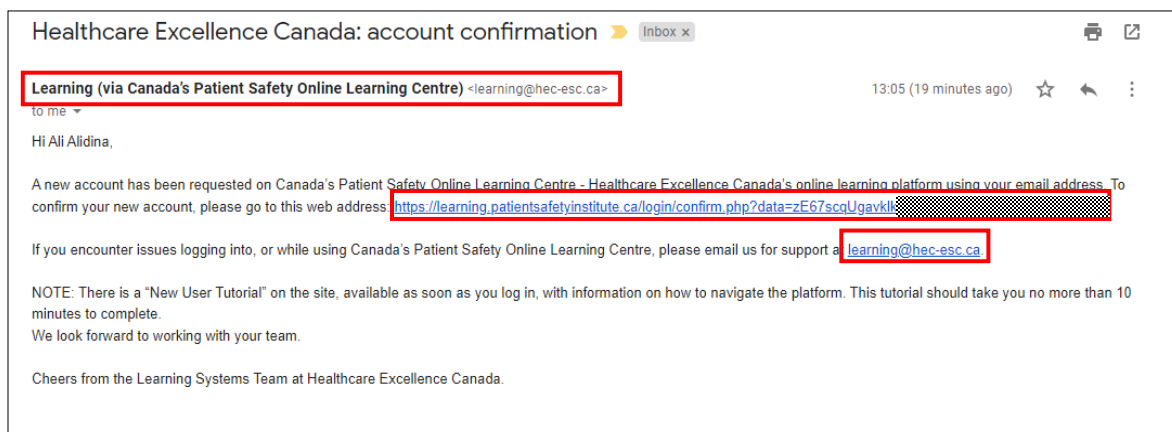 Healthcare Excellence Canada: account confirmation Inbox x
Learning (via Canada's Patient Safety Online Learning Centre) <learning@hec-esc.ca> 13:05 (19 minutes ago)
to me
Hi Ali Alidina,
A new account has been requested on Canada's Patient Safety Online Learning Centre - Healthcare Excellence Canada's online learning platform using your email address. To
confirm your new account, please go to this web address: https://learning.patientsafetyinstitute.ca/login/confirm.php?data=zE67scqUgavklk
If you encounter issues logging into, or while using Canada's Patient Safety Online Learning Centre, please email us for support a learning@hec-esc.ca.
NOTE: There is a "New User Tutorial" on the site, available as soon as you log in, with information on how to navigate the platform. This tutorial should take you no more than 10
minutes to complete.
We look forward to working with your team.
Cheers from the Learning Systems Team at Healthcare Excellence Canada.